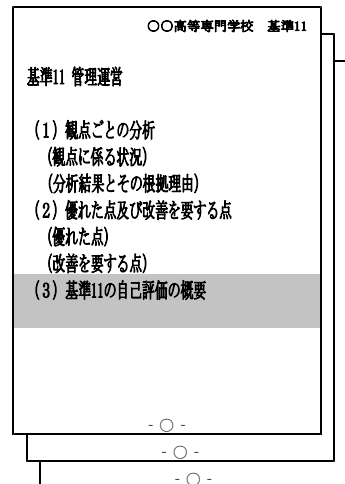 〇〇高等専門学校　基準11
基準11 管理運営
（1）観点ごとの分析
（観点に係る状況）
（分析結果とその根拠理由）
（2）優れた点及び改善を要する点
（優れた点）
（改善を要する点）
（3）基準11の自己評価の概要
- 〇 -
- 〇 -
- 〇 -